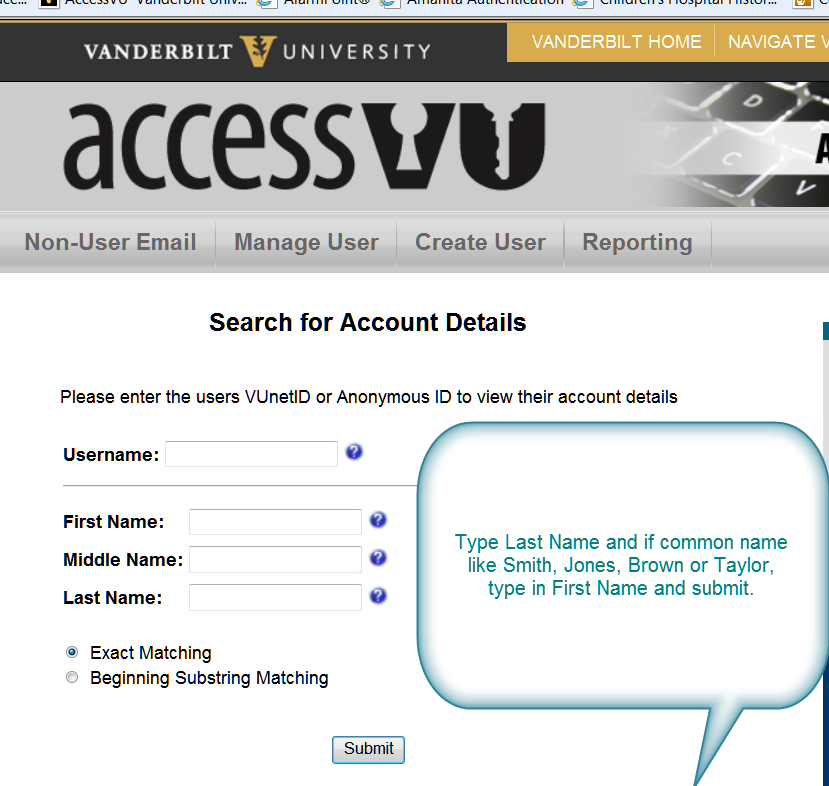 AccessVU- Vanderbilt Univ... AlarmPoint® Amanita Authentication Children's Hospital Histor...
VANDERBILT UNIVERSITY VANDERBILT HOME NAVIGATE V
accessVU A
D
C
V
Non-User Email Manage User Create User Reporting
Search for Account Details
Please enter the users VUnetID or Anonymous ID to view their account details
Username: ?
First Name: ?
Middle Name: ?
Last Name: ?
Type Last Name and if common name
like Smith, Jones, Brown or Taylor,
type in First Name and submit.
Exact Matching
Beginning Substring Matching
Submit